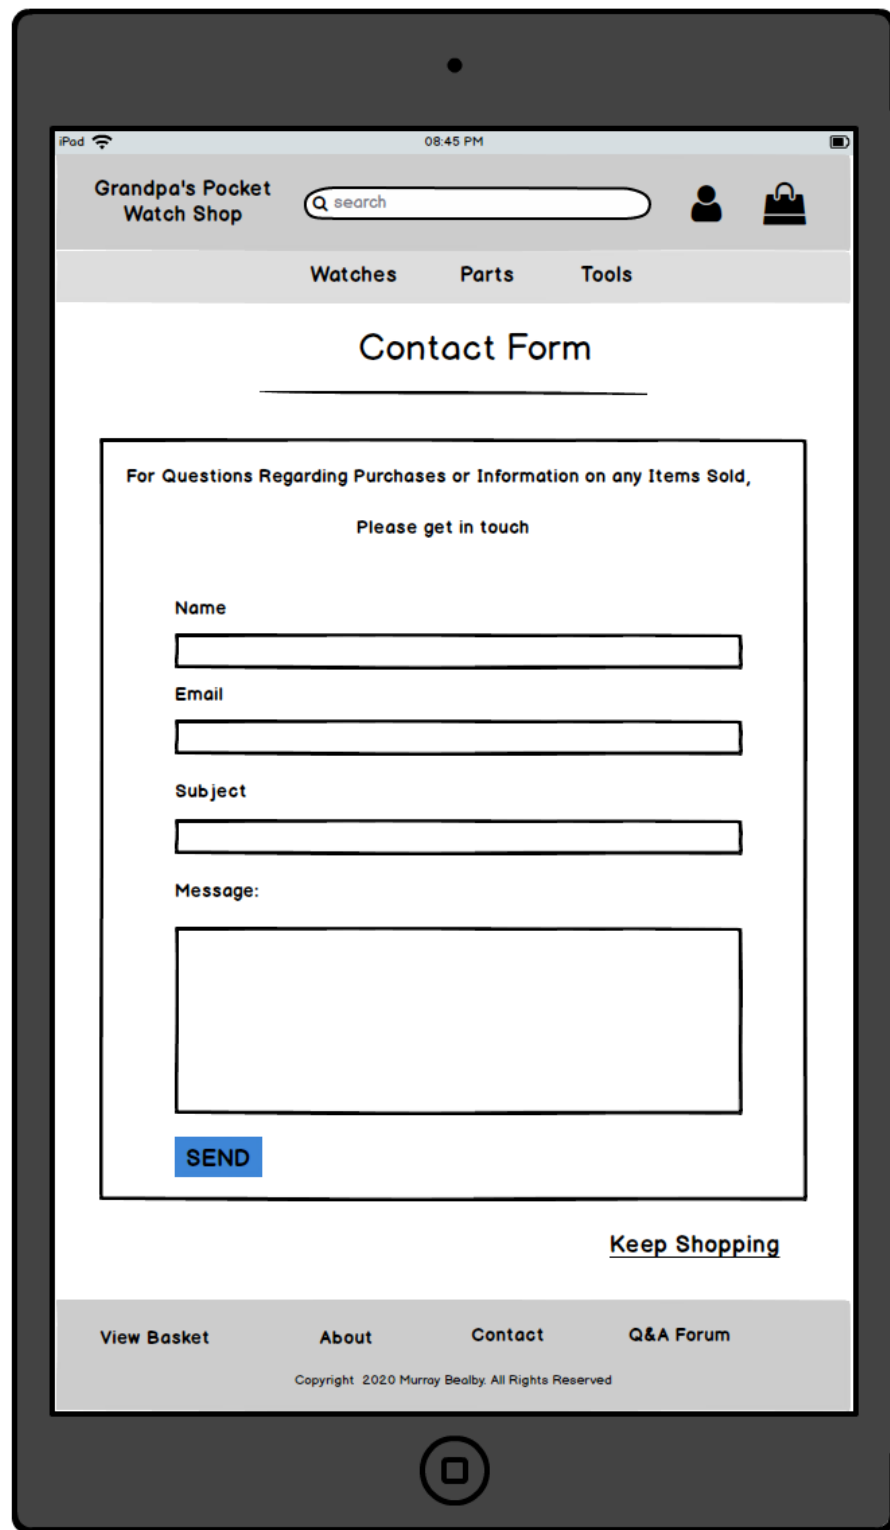 iPad
08:45 PM
Grandpa's Pocket
Watch Shop
search
Watches Parts Tools
Contact Form
For Questions Regarding Purchases or Information on any Items Sold,
Please get in touch
Name
Email
Subject
Message:
SEND
Keep Shopping
View Basket About Contact Q&A Forum
Copyright 2020 Murray Bealby. All Rights Reserved